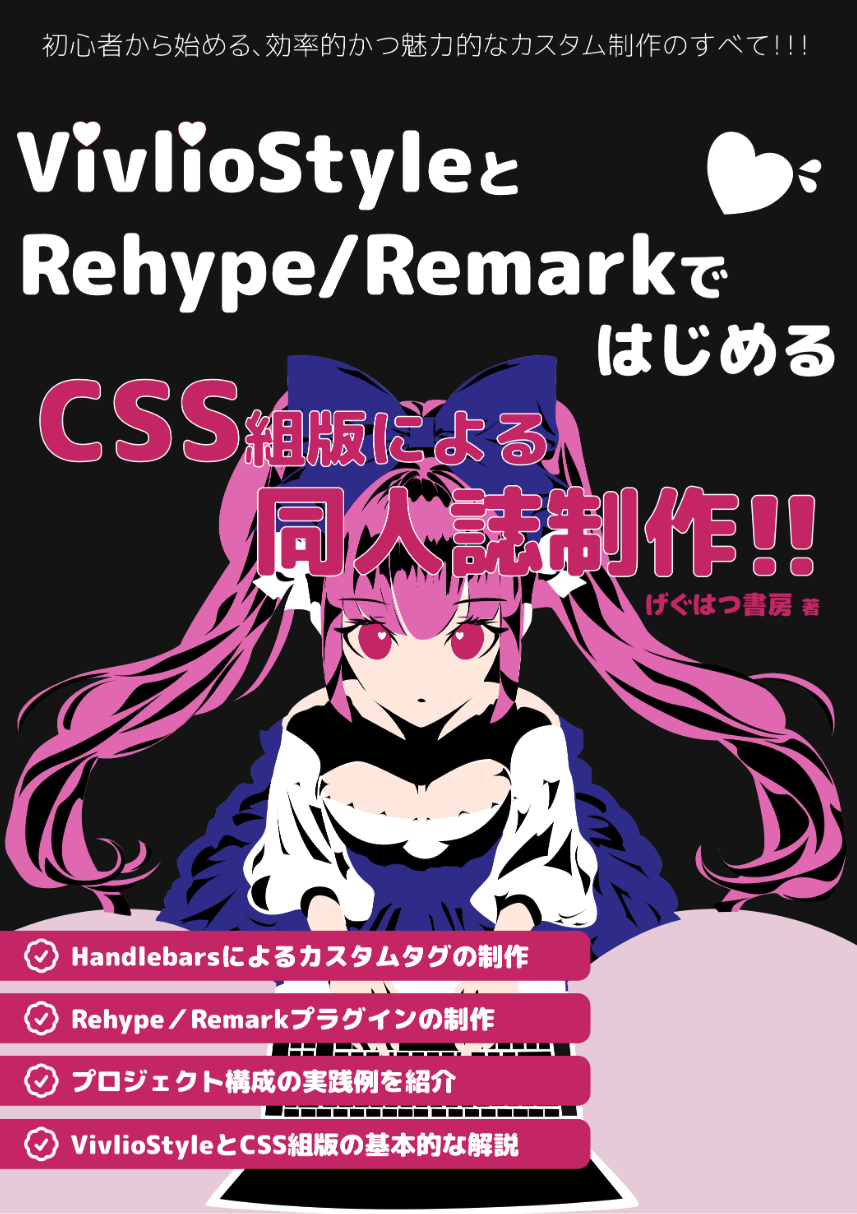 初心者から始める、効率的かつ魅力的なカスタム制作のすべて!!!
VivlioStyleと
Rehype/Remarkで
はじめる
CSS組版による
同人誌制作!!
げぐはつ書房 著
Handlebarsによるカスタムタグの制作
Rehype／Remarkプラグインの制作
プロジェクト構成の実践例を紹介
VivlioStyleとCSS組版の基本的な解説